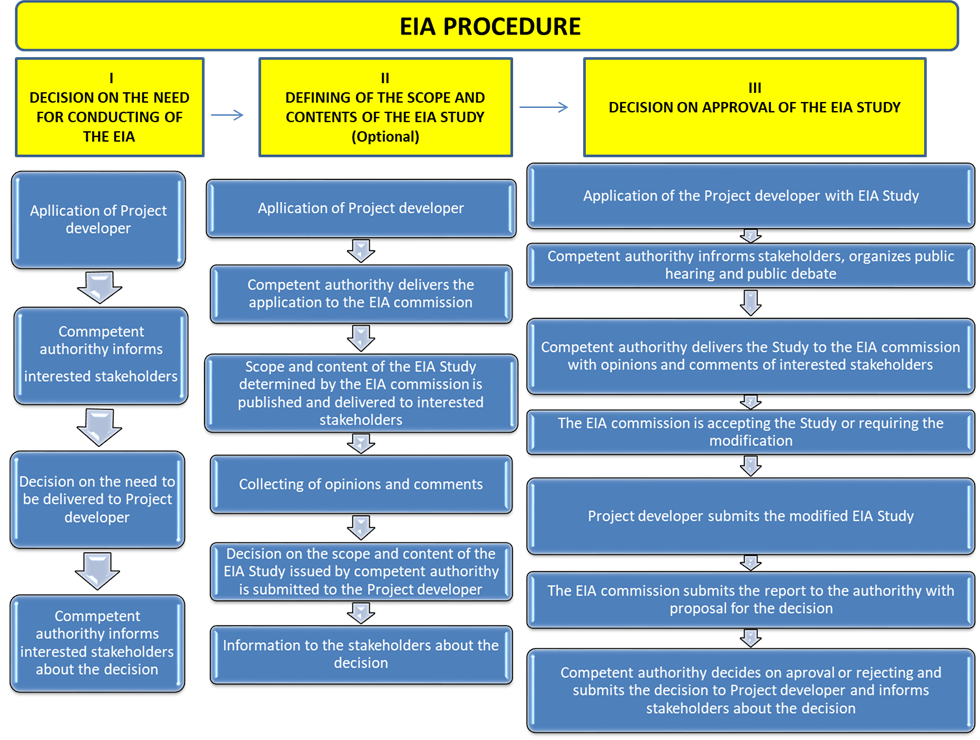 EIA PROCEDURE
I
DECISION ON THE NEED
FOR CONDUCTING OF
THE EIA
II
DEFINING OF THE SCOPE AND
CONTENTS OF THE EIA STUDY
(Optional)
III
DECISION ON APPROVAL OF THE EIA STUDY
Apllication of Project
developer
Commpetent
authorithy informs
interested stakeholders
Decision on the need to
be delivered to Project
developer
Commpetent
authorithy informs
interested stakeholders
about the decision
Apllication of Project developer
Competent authorithy delivers the
application to the EIA commission
Scope and content of the EIA Study
determined by the EIA commission is
published and delivered to interested
stakeholders
Collecting of opinions and comments
Decision on the scope and content of the
EIA Study issued by competent authorithy
is submitted to the Project developer
Information to the stakeholders about the
decision
Application of the Project developer with EIA Study
Competent authorithy infroms stakeholders, organizes public
hearing and public debate
Competent authorithy delivers the Study to the EIA commission
with opinions and comments of interested stakeholders
The EIA commission is accepting the Study or requiring the
modification
Project developer submits the modified EIA Study
The EIA commission submits the report to the authorithy with
proposal for the decision
Competent authorithy decides on aproval or rejecting and
submits the decision to Project developer and informs
stakeholders about the decision